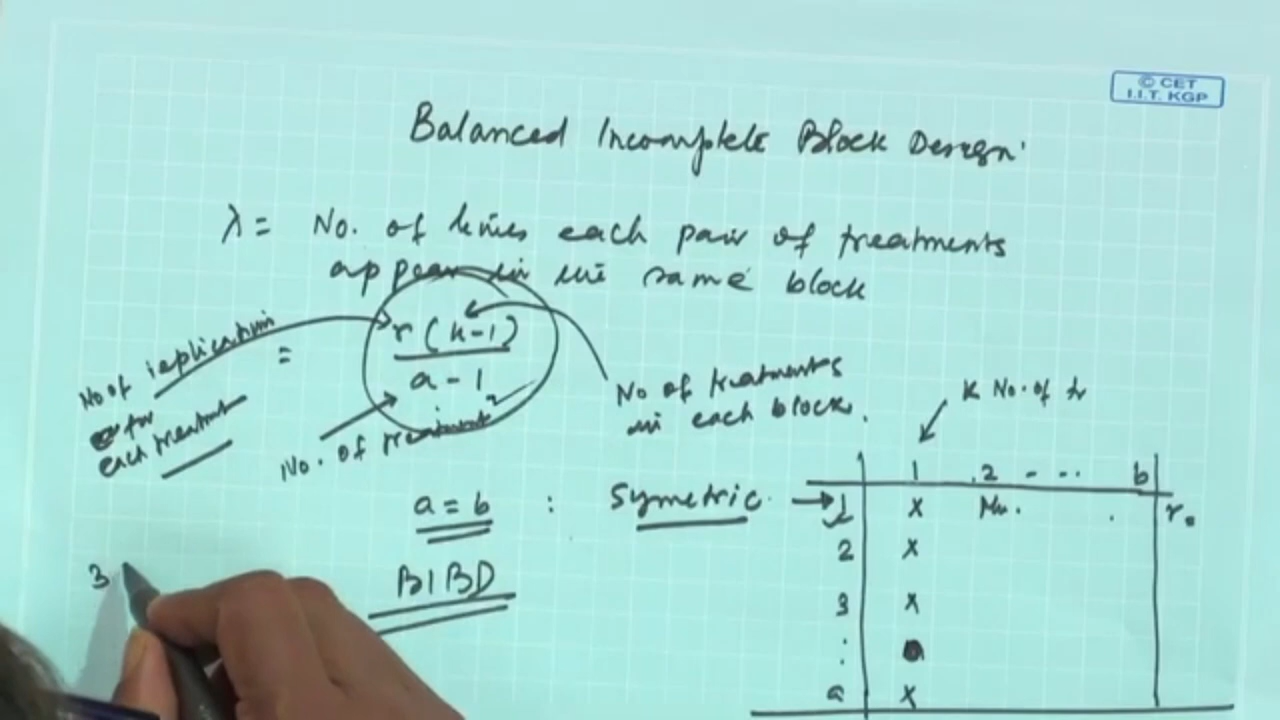 © CET
I.I.T. KGP
Balanced Incomplete Block Design
λ = No. of times each pair of treatments
appear in the same block
= r (k-1)
a - 1
No of replication
for
each treatment
No. of treatment
No of treatments
in each block.
a = b : Symetric.
BIBD
3
K No. of tr
1 2 - -.. b
1 x . r.
2 x
3 x
:
a x